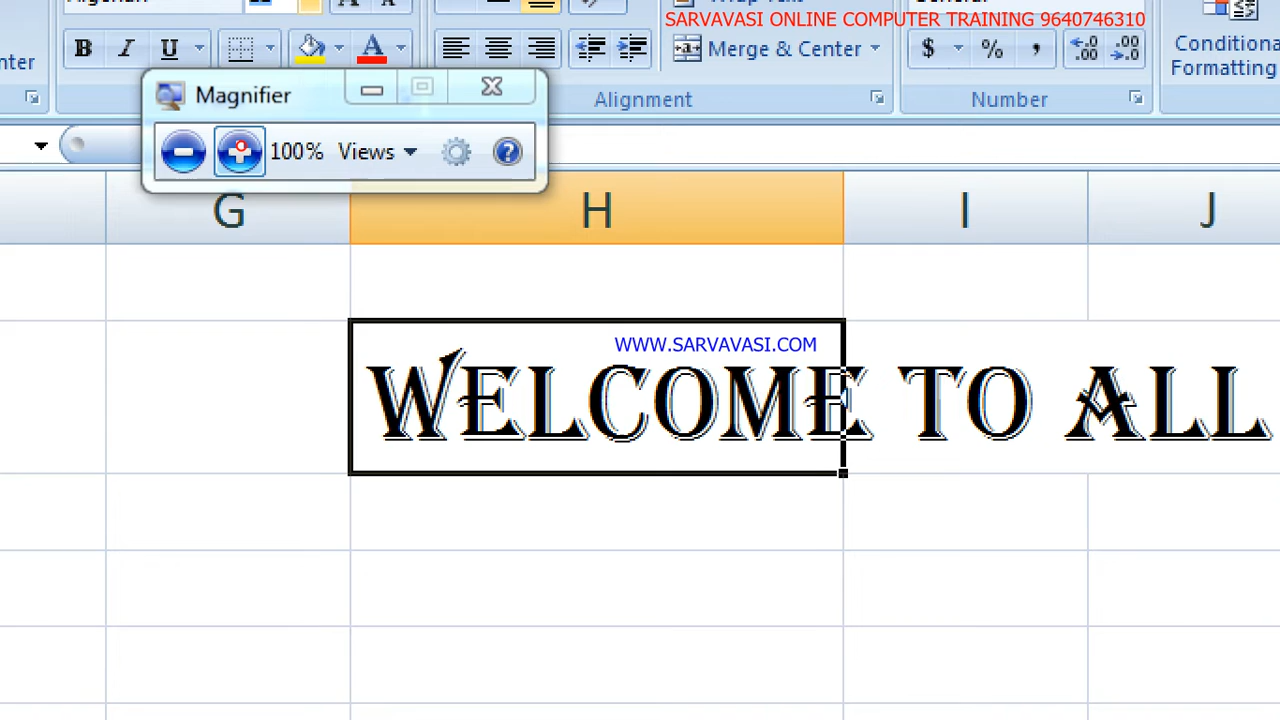 SARVAVASI ONLINE COMPUTER TRAINING 9640746310
B I U
Merge & Center
$ % ,
Conditional
Formatting
Alignment
Number
Magnifier
100% Views
G H I J
WWW.SARVAVASI.COM
WELCOME TO ALL